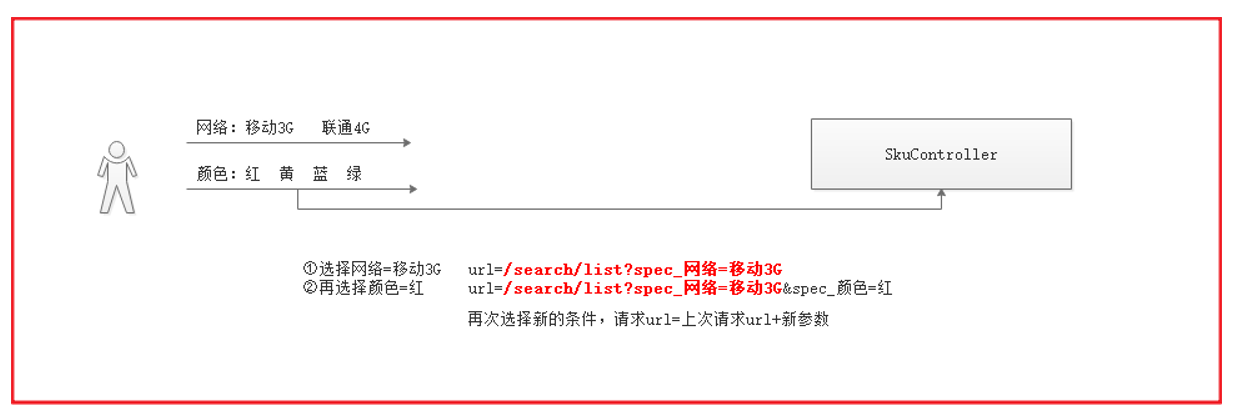 网络：移动3G 联通4G
颜色：红 黄 蓝 绿
SkuController
①选择网络=移动3G url=/search/list?spec_网络=移动3G
②再选择颜色=红 url=/search/list?spec_网络=移动3G&spec_颜色=红
再次选择新的条件，请求url=上次请求url+新参数